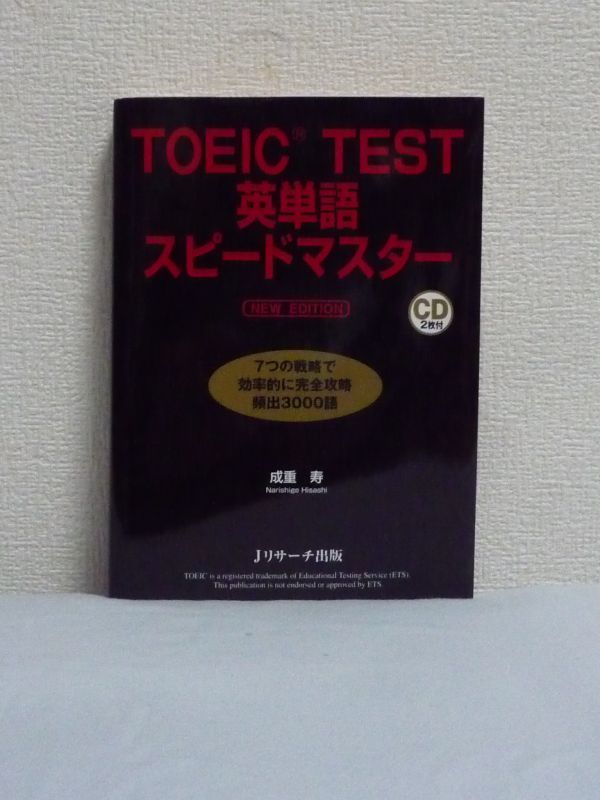 TOEIC® TEST
英単語
スピードマスター
NEW EDITION
CD
2枚付
7つの戦略で
効率的に完全攻略
頻出3000語
成重 寿
Narishige Hisashi
Jリサーチ出版
TOEIC is a registered trademark of Educational Testing Service (ETS).
This publication is not endorsed or approved by ETS.